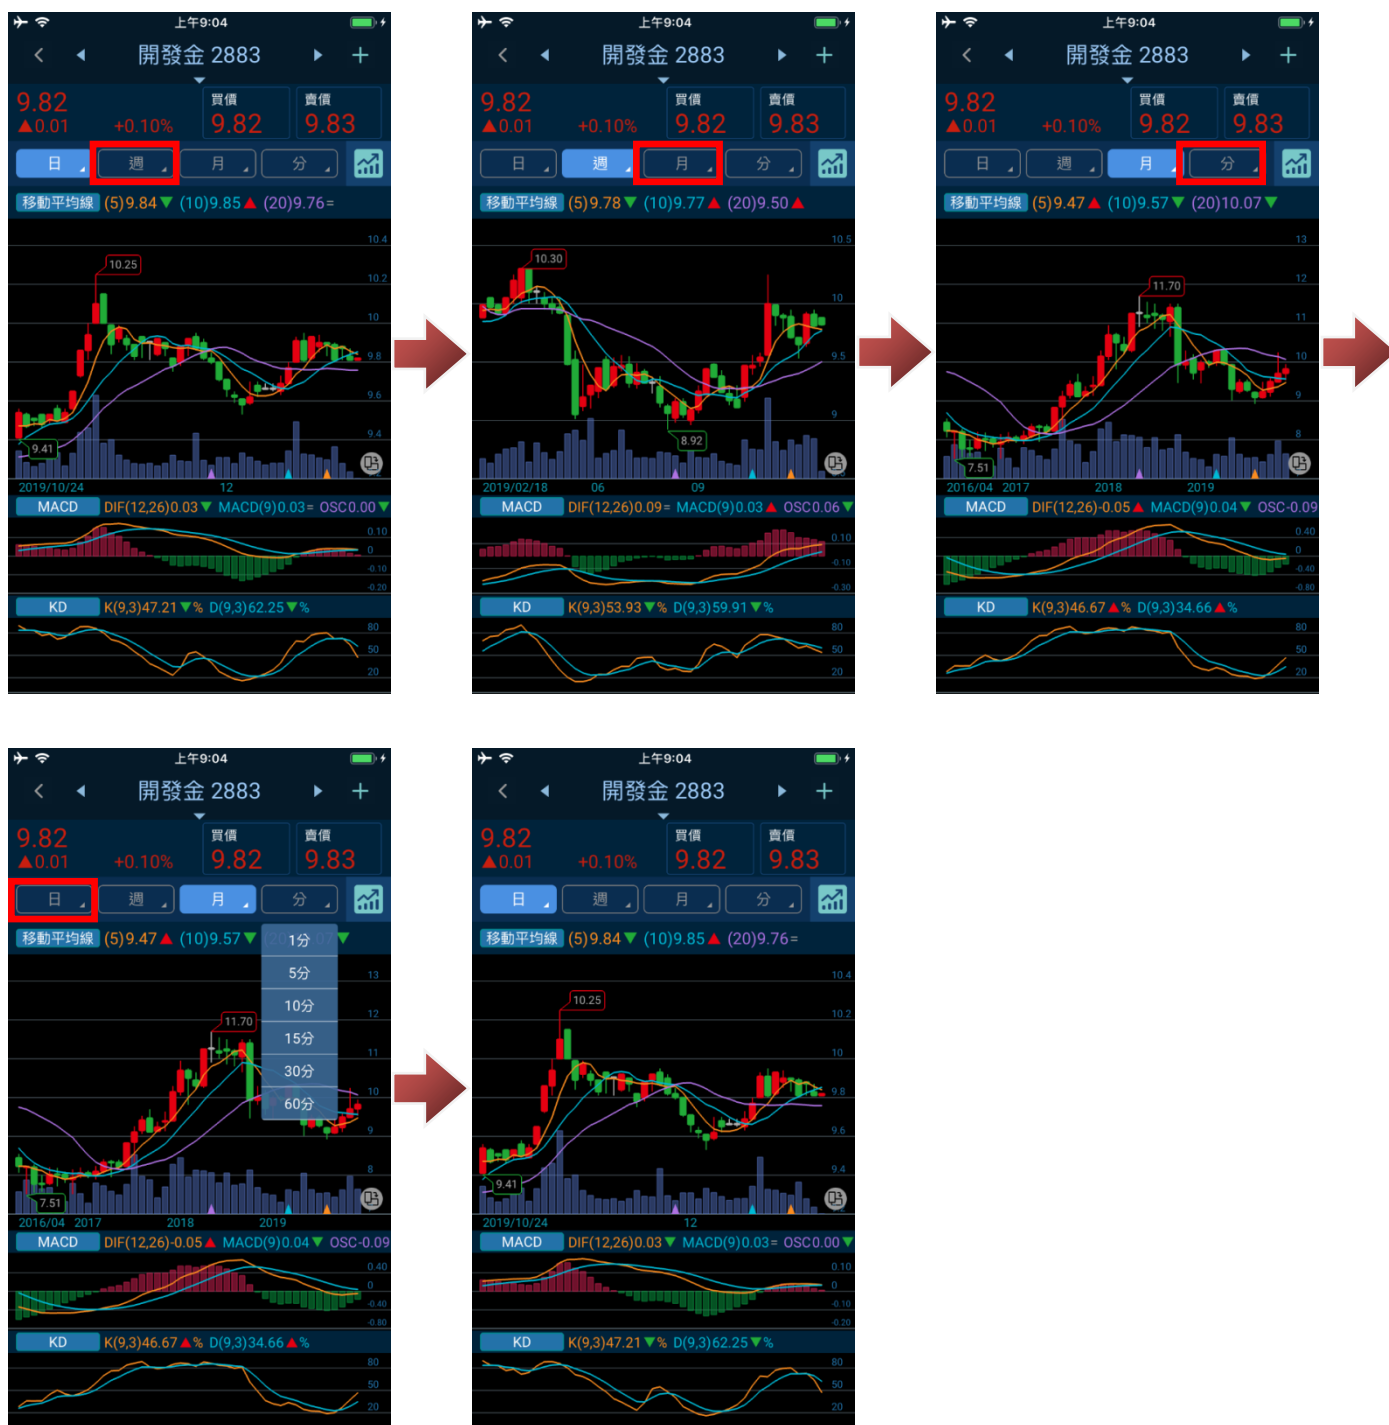 上午9:04
開發金 2883
9.82
▲0.01 +0.10%
買價
9.82
賣價
9.83
日 週 月 分
移動平均線 (5)9.84▼ (10)9.85▲ (20)9.76=
10.4
10.25
10.2
10
9.8
9.6
9.4
9.41
2019/10/24 12
MACD DIF(12,26)0.03▼ MACD(9)0.03= OSC0.00▼
0.10
0
-0.10
-0.20
KD K(9,3)47.21▼% D(9,3)62.25▼%
80
50
20
上午9:04
開發金 2883
9.82
▲0.01 +0.10%
買價
9.82
賣價
9.83
日 週 月 分
移動平均線 (5)9.78▼ (10)9.77▲ (20)9.50▲
10.5
10.30
10
9.5
9
8.92
2019/02/18 06 09
MACD DIF(12,26)0.09= MACD(9)0.03▲ OSC0.06▼
0.10
-0.10
-0.30
KD K(9,3)53.93▼% D(9,3)59.91▼%
80
50
20
上午9:04
開發金 2883
9.82
▲0.01 +0.10%
買價
9.82
賣價
9.83
日 週 月 分
移動平均線 (5)9.47▲ (10)9.57▼ (20)10.07▼
13
12
11.70
11
10
9
8
7.51
2016/04 2017 2018 2019
MACD DIF(12,26)-0.05▲ MACD(9)0.04▼ OSC-0.09
0.40
0
-0.40
-0.80
KD K(9,3)46.67▲% D(9,3)34.66▲%
80
50
20
上午9:04
開發金 2883
9.82
▲0.01 +0.10%
買價
9.82
賣價
9.83
日 週 月 分
移動平均線 (5)9.47▲ (10)9.57▼
1分
5分
10分
15分
30分
60分
13
12
11.70
11
10
9
8
7.51
2016/04 2017 2018 2019
MACD DIF(12,26)-0.05▲ MACD(9)0.04▼ OSC-0.09
0.40
0
-0.40
-0.80
KD K(9,3)46.67▲% D(9,3)34.66▲%
80
50
20
上午9:04
開發金 2883
9.82
▲0.01 +0.10%
買價
9.82
賣價
9.83
日 週 月 分
移動平均線 (5)9.84▼ (10)9.85▲ (20)9.76=
10.4
10.25
10.2
10
9.8
9.6
9.4
9.41
2019/10/24 12
MACD DIF(12,26)0.03▼ MACD(9)0.03= OSC0.00▼
0.10
0
-0.10
-0.20
KD K(9,3)47.21▼% D(9,3)62.25▼%
80
50
20